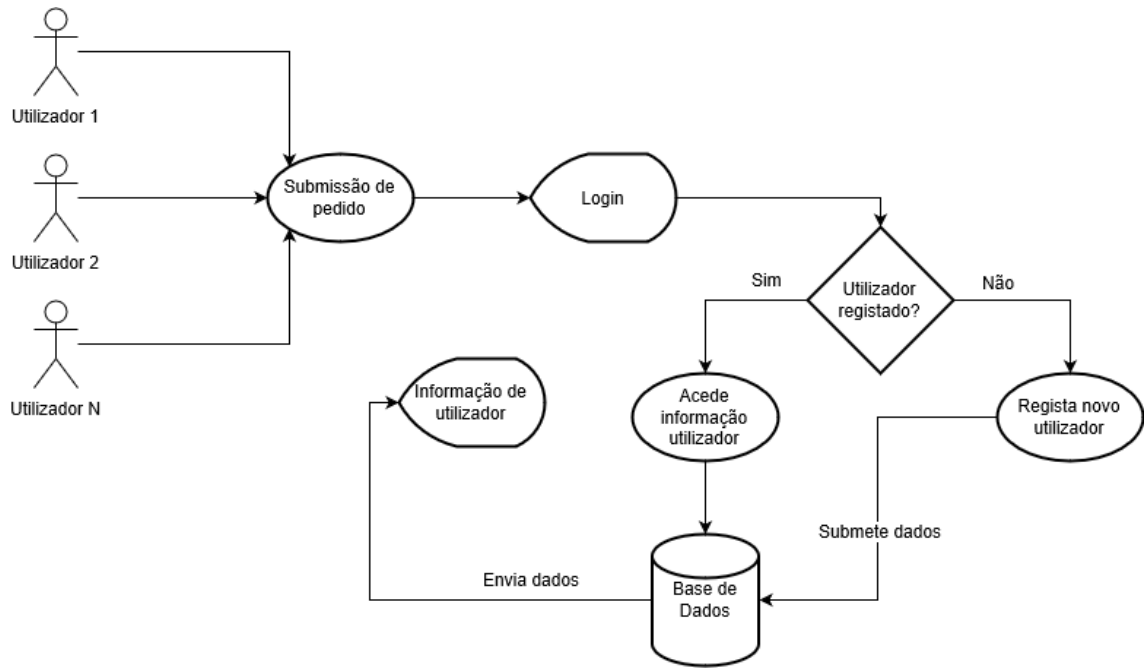 Utilizador 1
Utilizador 2
Utilizador N
Submissão de
pedido
Login
Utilizador
registado?
Sim
Não
Informação de
utilizador
Acede
informação
utilizador
Regista novo
utilizador
Submete dados
Envia dados
Base de
Dados